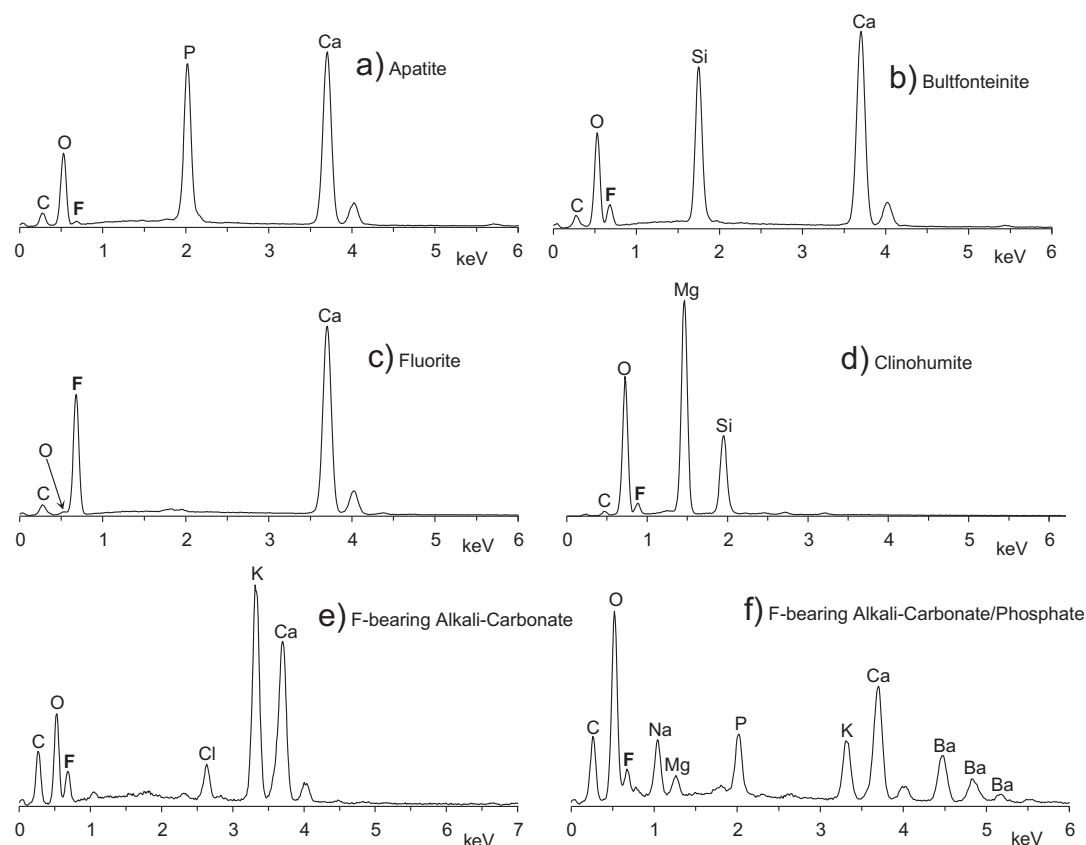 a) Apatite
P
Ca
O
C
F
0 1 2 3 4 5 6
keV
b) Bultfonteinite
Ca
Si
O
C
F
0 1 2 3 4 5 6
keV
c) Fluorite
Ca
F
O
C
0 1 2 3 4 5 6
keV
d) Clinohumite
Mg
O
Si
C
F
0 1 2 3 4 5 6
keV
e) F-bearing Alkali-Carbonate
K
Ca
O
C
F
Cl
0 1 2 3 4 5 6 7
keV
f) F-bearing Alkali-Carbonate/Phosphate
O
C
F
Na
Mg
P
K
Ca
Ba
Ba
Ba
0 1 2 3 4 5 6
keV